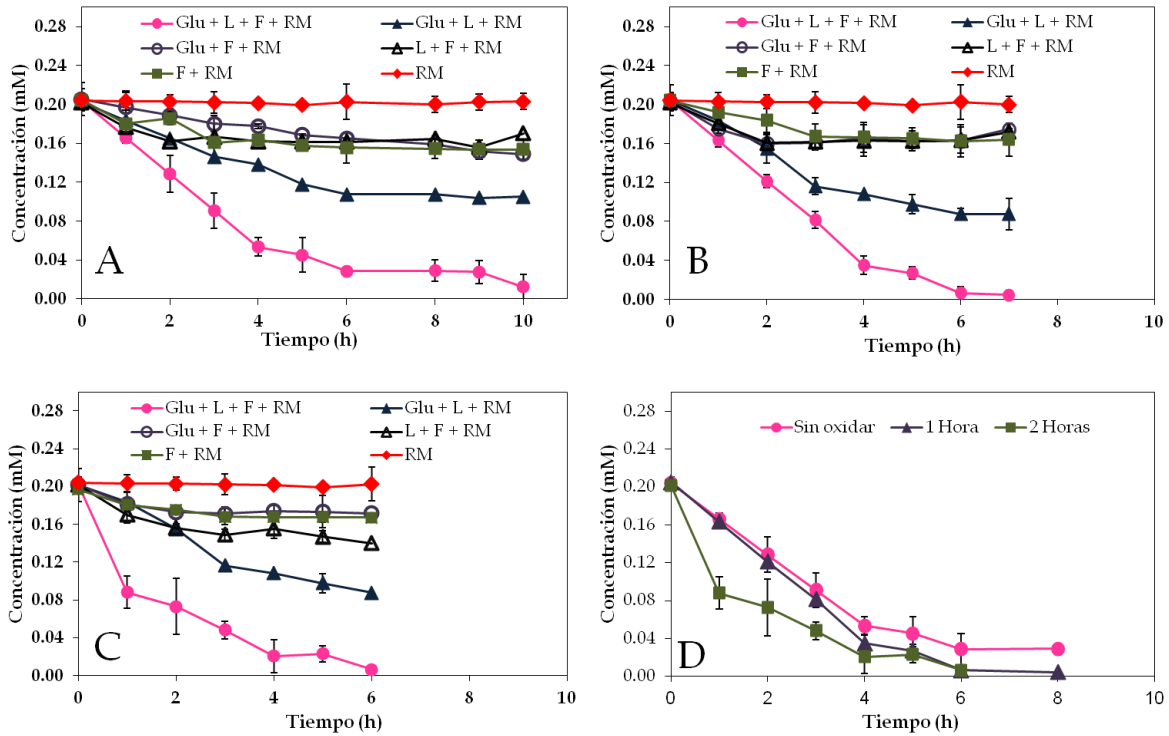 A
Concentración (mM)
Glu + L + F + RM
Glu + L + RM
Glu + F + RM
L + F + RM
F + RM
RM
0.28
0.24
0.20
0.16
0.12
0.08
0.04
0.00
0 2 4 6 8 10
Tiempo (h)
B
Concentración (mM)
Glu + L + F + RM
Glu + L + RM
Glu + F + RM
L + F + RM
F + RM
RM
0.28
0.24
0.20
0.16
0.12
0.08
0.04
0.00
0 2 4 6 8 10
Tiempo (h)
C
Concentración (mM)
Glu + L + F + RM
Glu + L + RM
Glu + F + RM
L + F + RM
F + RM
RM
0.28
0.24
0.20
0.16
0.12
0.08
0.04
0.00
0 2 4 6 8 10
Tiempo (h)
D
Concentración (mM)
Sin oxidar 1 Hora 2 Horas
0.28
0.24
0.20
0.16
0.12
0.08
0.04
0.00
0 2 4 6 8 10
Tiempo (h)